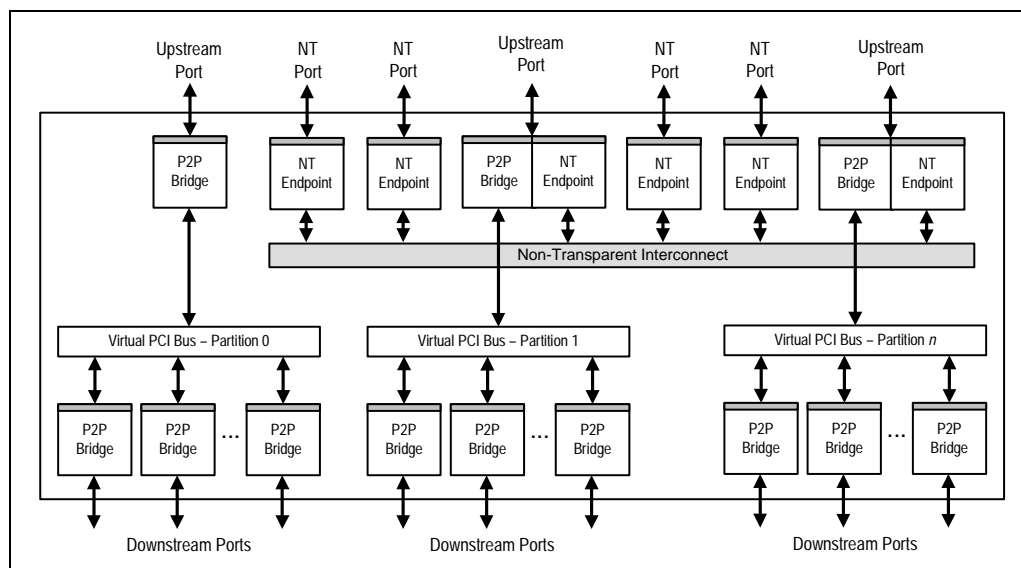 Upstream Port
NT Port
NT Port
Upstream Port
NT Port
NT Port
Upstream Port
P2P Bridge
NT Endpoint
NT Endpoint
P2P Bridge
NT Endpoint
NT Endpoint
NT Endpoint
P2P Bridge
NT Endpoint
Non-Transparent Interconnect
Virtual PCI Bus – Partition 0
Virtual PCI Bus – Partition 1
Virtual PCI Bus – Partition n
P2P Bridge
P2P Bridge
...
P2P Bridge
P2P Bridge
P2P Bridge
...
P2P Bridge
P2P Bridge
P2P Bridge
...
P2P Bridge
Downstream Ports
Downstream Ports
Downstream Ports